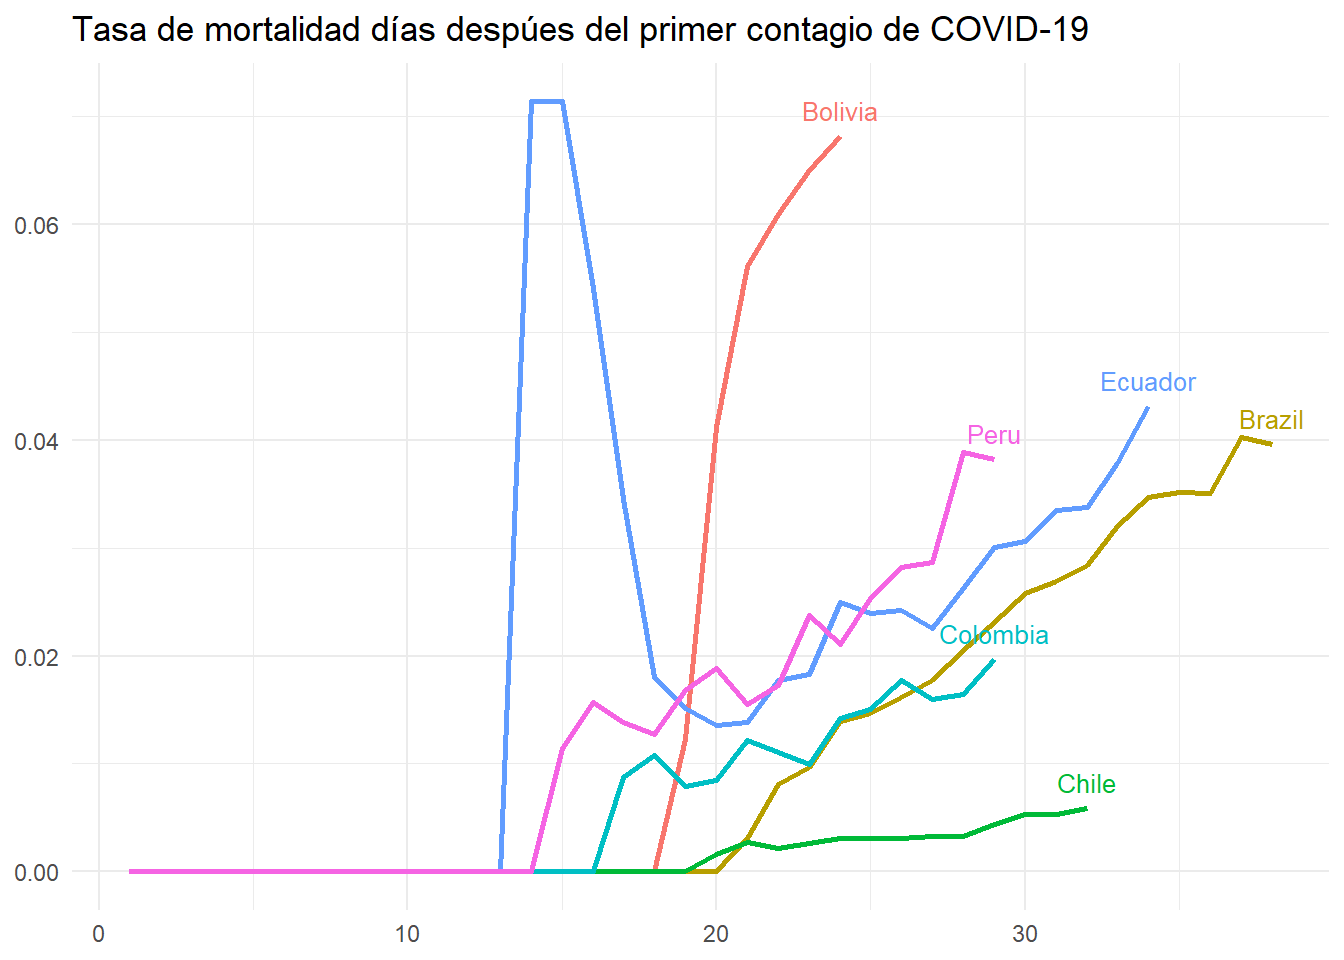 Tasa de mortalidad días despúes del primer contagio de COVID-19
Bolivia
0.06
Ecuador
Brazil
Peru
0.04
Colombia
0.02
Chile
0.00
0 10 20 30